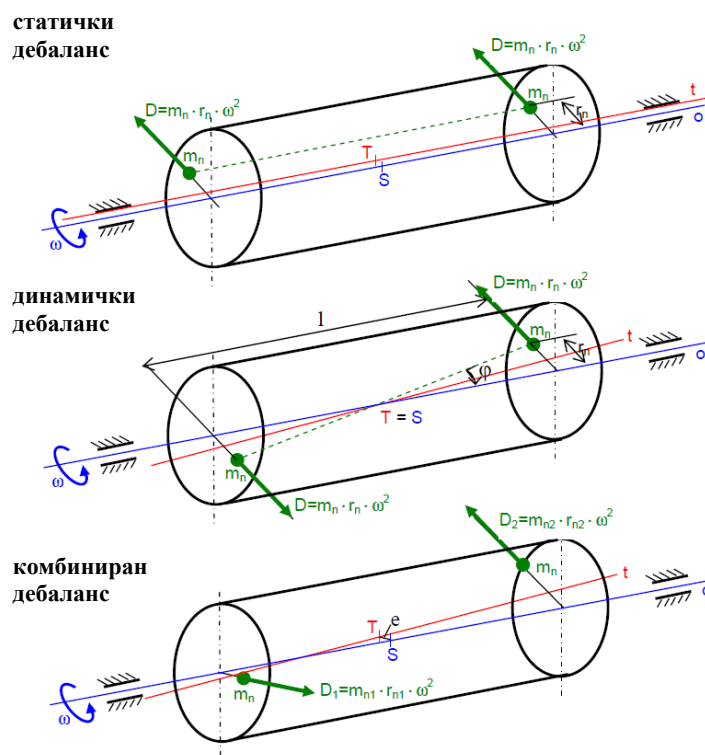 статички
дебаланс
D=mₙ · rₙ · ω²
mₙ
rₙ
t
o
D=mₙ · rₙ · ω²
mₙ
T
S
ω
динамички
дебаланс
l
D=mₙ · rₙ · ω²
mₙ
rₙ
t
o
φ
T = S
mₙ
ω
D=mₙ · rₙ · ω²
комбиниран
дебаланс
D₂=mₙ₂ · rₙ₂ · ω²
mₙ
t
e
T
S
mₙ
D₁=mₙ₁ · rₙ₁ · ω²
ω